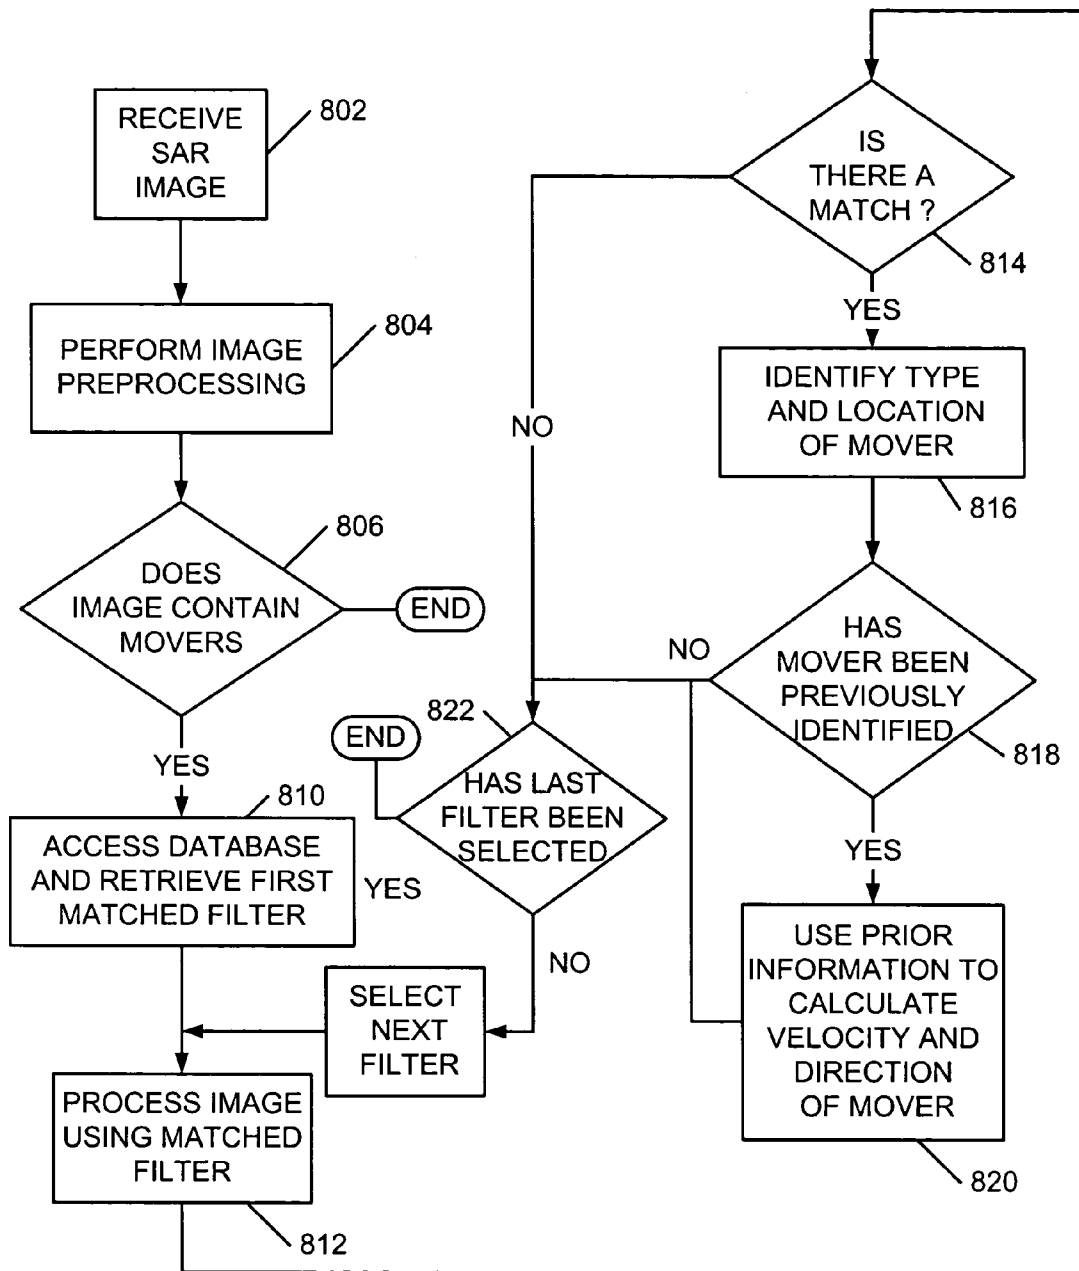 RECEIVE
SAR
IMAGE
802
PERFORM IMAGE
PREPROCESSING
804
DOES
IMAGE CONTAIN
MOVERS
806
END
YES
ACCESS DATABASE
AND RETRIEVE FIRST
MATCHED FILTER
810
PROCESS IMAGE
USING MATCHED
FILTER
812
IS
THERE A
MATCH ?
814
NO
YES
IDENTIFY TYPE
AND LOCATION
OF MOVER
816
HAS
MOVER BEEN
PREVIOUSLY
IDENTIFIED
818
NO
YES
USE PRIOR
INFORMATION TO
CALCULATE
VELOCITY AND
DIRECTION
OF MOVER
820
HAS LAST
FILTER BEEN
SELECTED
822
END
YES
NO
SELECT
NEXT
FILTER